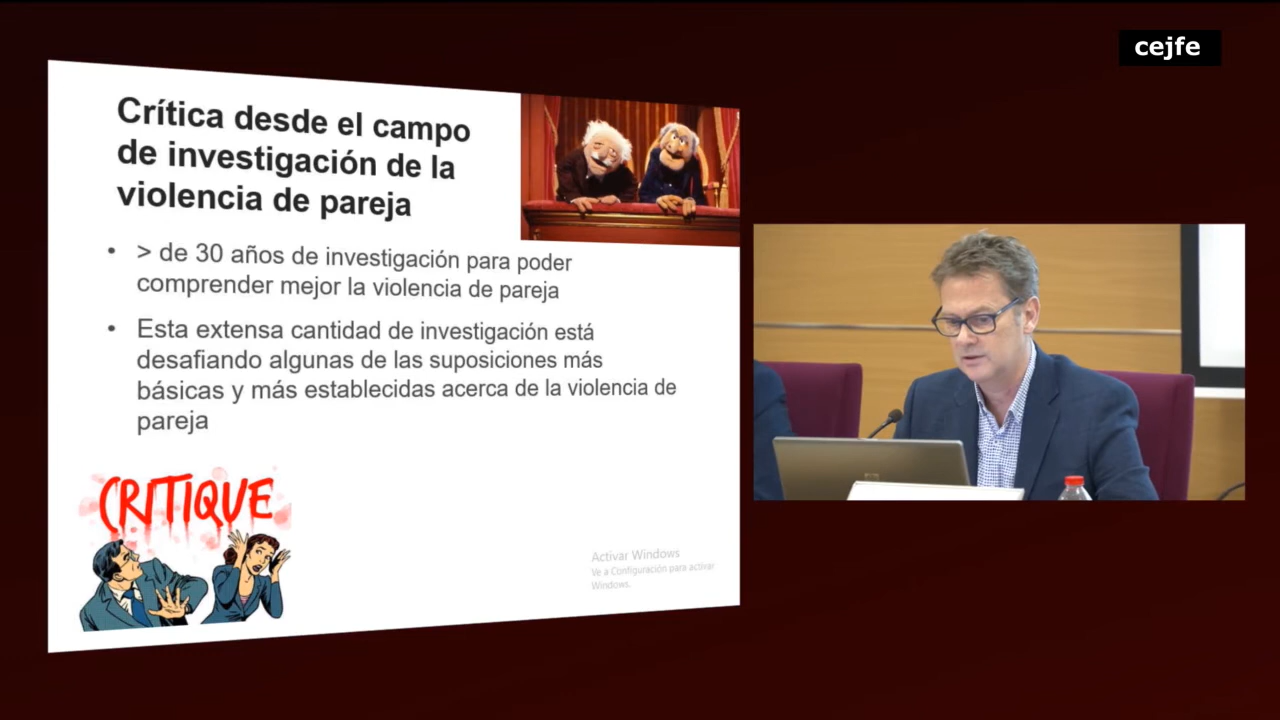 cejfe
Crítica desde el campo
de investigación de la
violencia de pareja
• > de 30 años de investigación para poder
comprender mejor la violencia de pareja
• Esta extensa cantidad de investigación está
desafiando algunas de las suposiciones más
básicas y más establecidas acerca de la violencia de
pareja
CRITIQUE
Activar Windows
Ve a Configuración para activar
Windows.